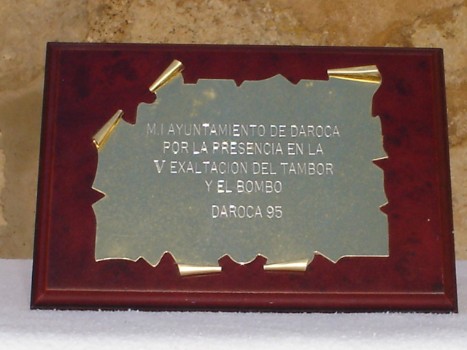 M.I AYUNTAMIENTO DE DAROCA
POR LA PRESENCIA EN LA
V EXALTACION DEL TAMBOR
Y EL BOMBO
DAROCA 95